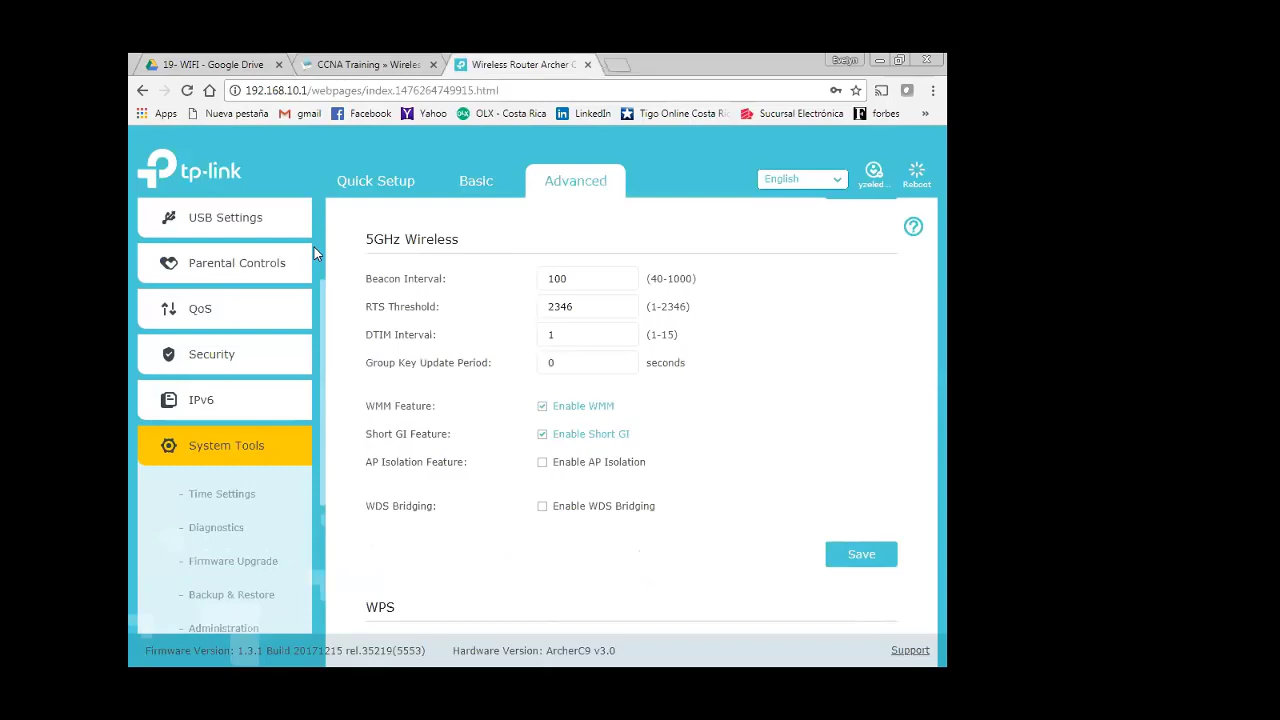 19- WIFI - Google Drive
CCNA Training » Wireles
Wireless Router Archer C
Evelyn
192.168.10.1/webpages/index.1476264749915.html
Apps
Nueva pestaña
gmail
Facebook
Yahoo
OLX - Costa Rica
LinkedIn
Tigo Online Costa Ric
Sucursal Electrónica
forbes
»
tp-link
Quick Setup
Basic
Advanced
English
yzeled...
Reboot
USB Settings
Parental Controls
QoS
Security
IPv6
System Tools
- Time Settings
- Diagnostics
- Firmware Upgrade
- Backup & Restore
- Administration
5GHz Wireless
Beacon Interval: 100 (40-1000)
RTS Threshold: 2346 (1-2346)
DTIM Interval: 1 (1-15)
Group Key Update Period: 0 seconds
WMM Feature: Enable WMM
Short GI Feature: Enable Short GI
AP Isolation Feature: Enable AP Isolation
WDS Bridging: Enable WDS Bridging
Save
WPS
Firmware Version: 1.3.1 Build 20171215 rel.35219(5553)
Hardware Version: ArcherC9 v3.0
Support